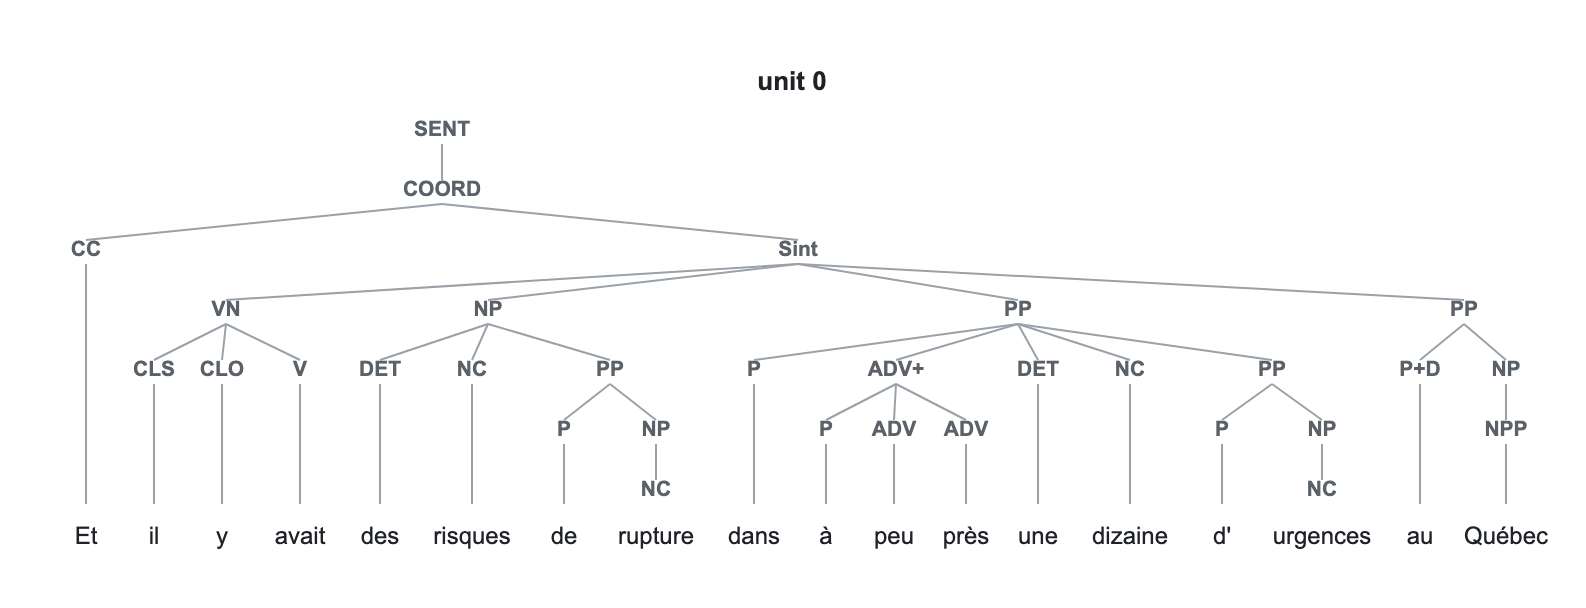 unit 0
SENT
COORD
CC Sint
VN NP PP PP
CLS CLO V DET NC PP P ADV+ DET NC PP P+D NP
P NP P ADV ADV P NP NPP
NC NC
Et il y avait des risques de rupture dans à peu près une dizaine d' urgences au Québec